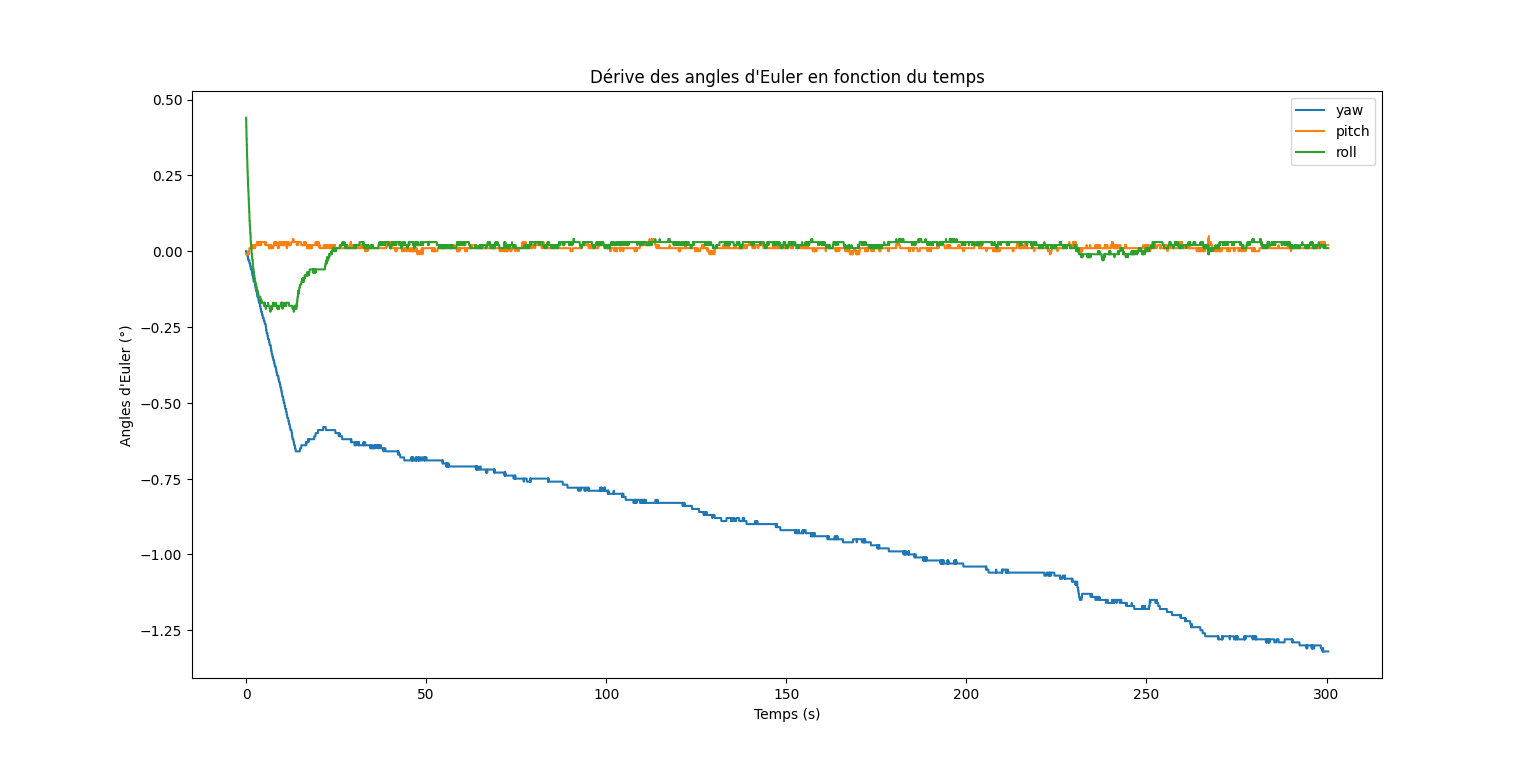 Dérive des angles d'Euler en fonction du temps
yaw
pitch
roll
Angles d'Euler (°)
0.50
0.25
0.00
−0.25
−0.50
−0.75
−1.00
−1.25
0 50 100 150 200 250 300
Temps (s)